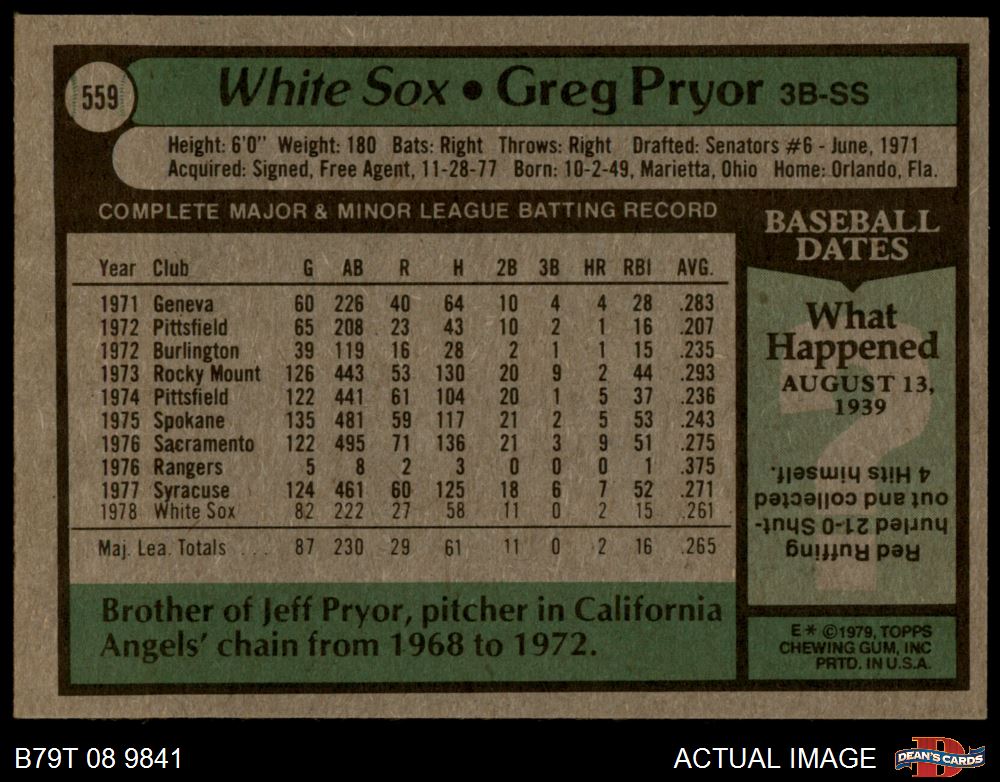 559
White Sox • Greg Pryor 3B-SS
Height: 6'0" Weight: 180 Bats: Right Throws: Right Drafted: Senators #6 - June, 1971
Acquired: Signed, Free Agent, 11-28-77 Born: 10-2-49, Marietta, Ohio Home: Orlando, Fla.
COMPLETE MAJOR & MINOR LEAGUE BATTING RECORD
Year Club G AB R H 2B 3B HR RBI AVG.
1971 Geneva 60 226 40 64 10 4 4 28 .283
1972 Pittsfield 65 208 23 43 10 2 1 16 .207
1972 Burlington 39 119 16 28 2 1 1 15 .235
1973 Rocky Mount 126 443 53 130 20 9 2 44 .293
1974 Pittsfield 122 441 61 104 20 1 5 37 .236
1975 Spokane 135 481 59 117 21 2 5 53 .243
1976 Sacramento 122 495 71 136 21 3 9 51 .275
1976 Rangers 5 8 2 3 0 0 0 1 .375
1977 Syracuse 124 461 60 125 18 6 7 52 .271
1978 White Sox 82 222 27 58 11 0 2 15 .261
Maj. Lea. Totals ... 87 230 29 61 11 0 2 16 .265
Brother of Jeff Pryor, pitcher in California
Angels' chain from 1968 to 1972.
BASEBALL
DATES
What
Happened
AUGUST 13,
1939
?
Red Ruffing
hurled 21-0 Shut-
out and collected
4 Hits himself.
E* ©1979, TOPPS
CHEWING GUM, INC
PRTD. IN U.S.A.
B79T 08 9841
ACTUAL IMAGE
D
DEAN'S CARDS